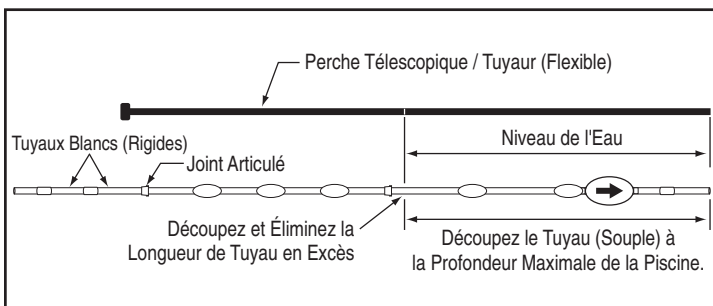 Perche Télescopique / Tuyaur (Flexible)
Tuyaux Blancs (Rigides)
Joint Articulé
Niveau de l'Eau
Découpez et Éliminez la
Longueur de Tuyau en Excès
Découpez le Tuyau (Souple) à
la Profondeur Maximale de la Piscine.